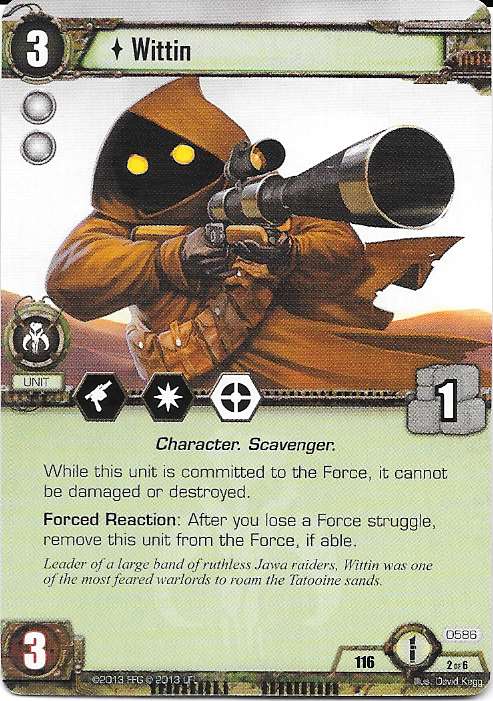 3
Wittin
UNIT
1
Character. Scavenger.
While this unit is committed to the Force, it cannot
be damaged or destroyed.
Forced Reaction: After you lose a Force struggle,
remove this unit from the Force, if able.
Leader of a large band of ruthless Jawa raiders, Wittin was one
of the most feared warlords to roam the Tatooine sands.
3
0586
116
2 OF 6
©2013 FFG © 2013 LFL
Illus. David Kegg